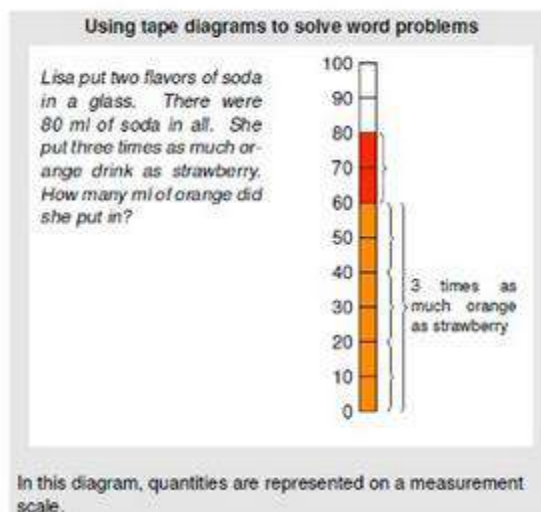 Using tape diagrams to solve word problems
Lisa put two flavors of soda
in a glass. There were
80 ml of soda in all. She
put three times as much or-
ange drink as strawberry.
How many ml of orange did
she put in?
100
90
80
70
60
50
40
30
20
10
0
3 times as
much orange
as strawberry
In this diagram, quantities are represented on a measurement
scale.